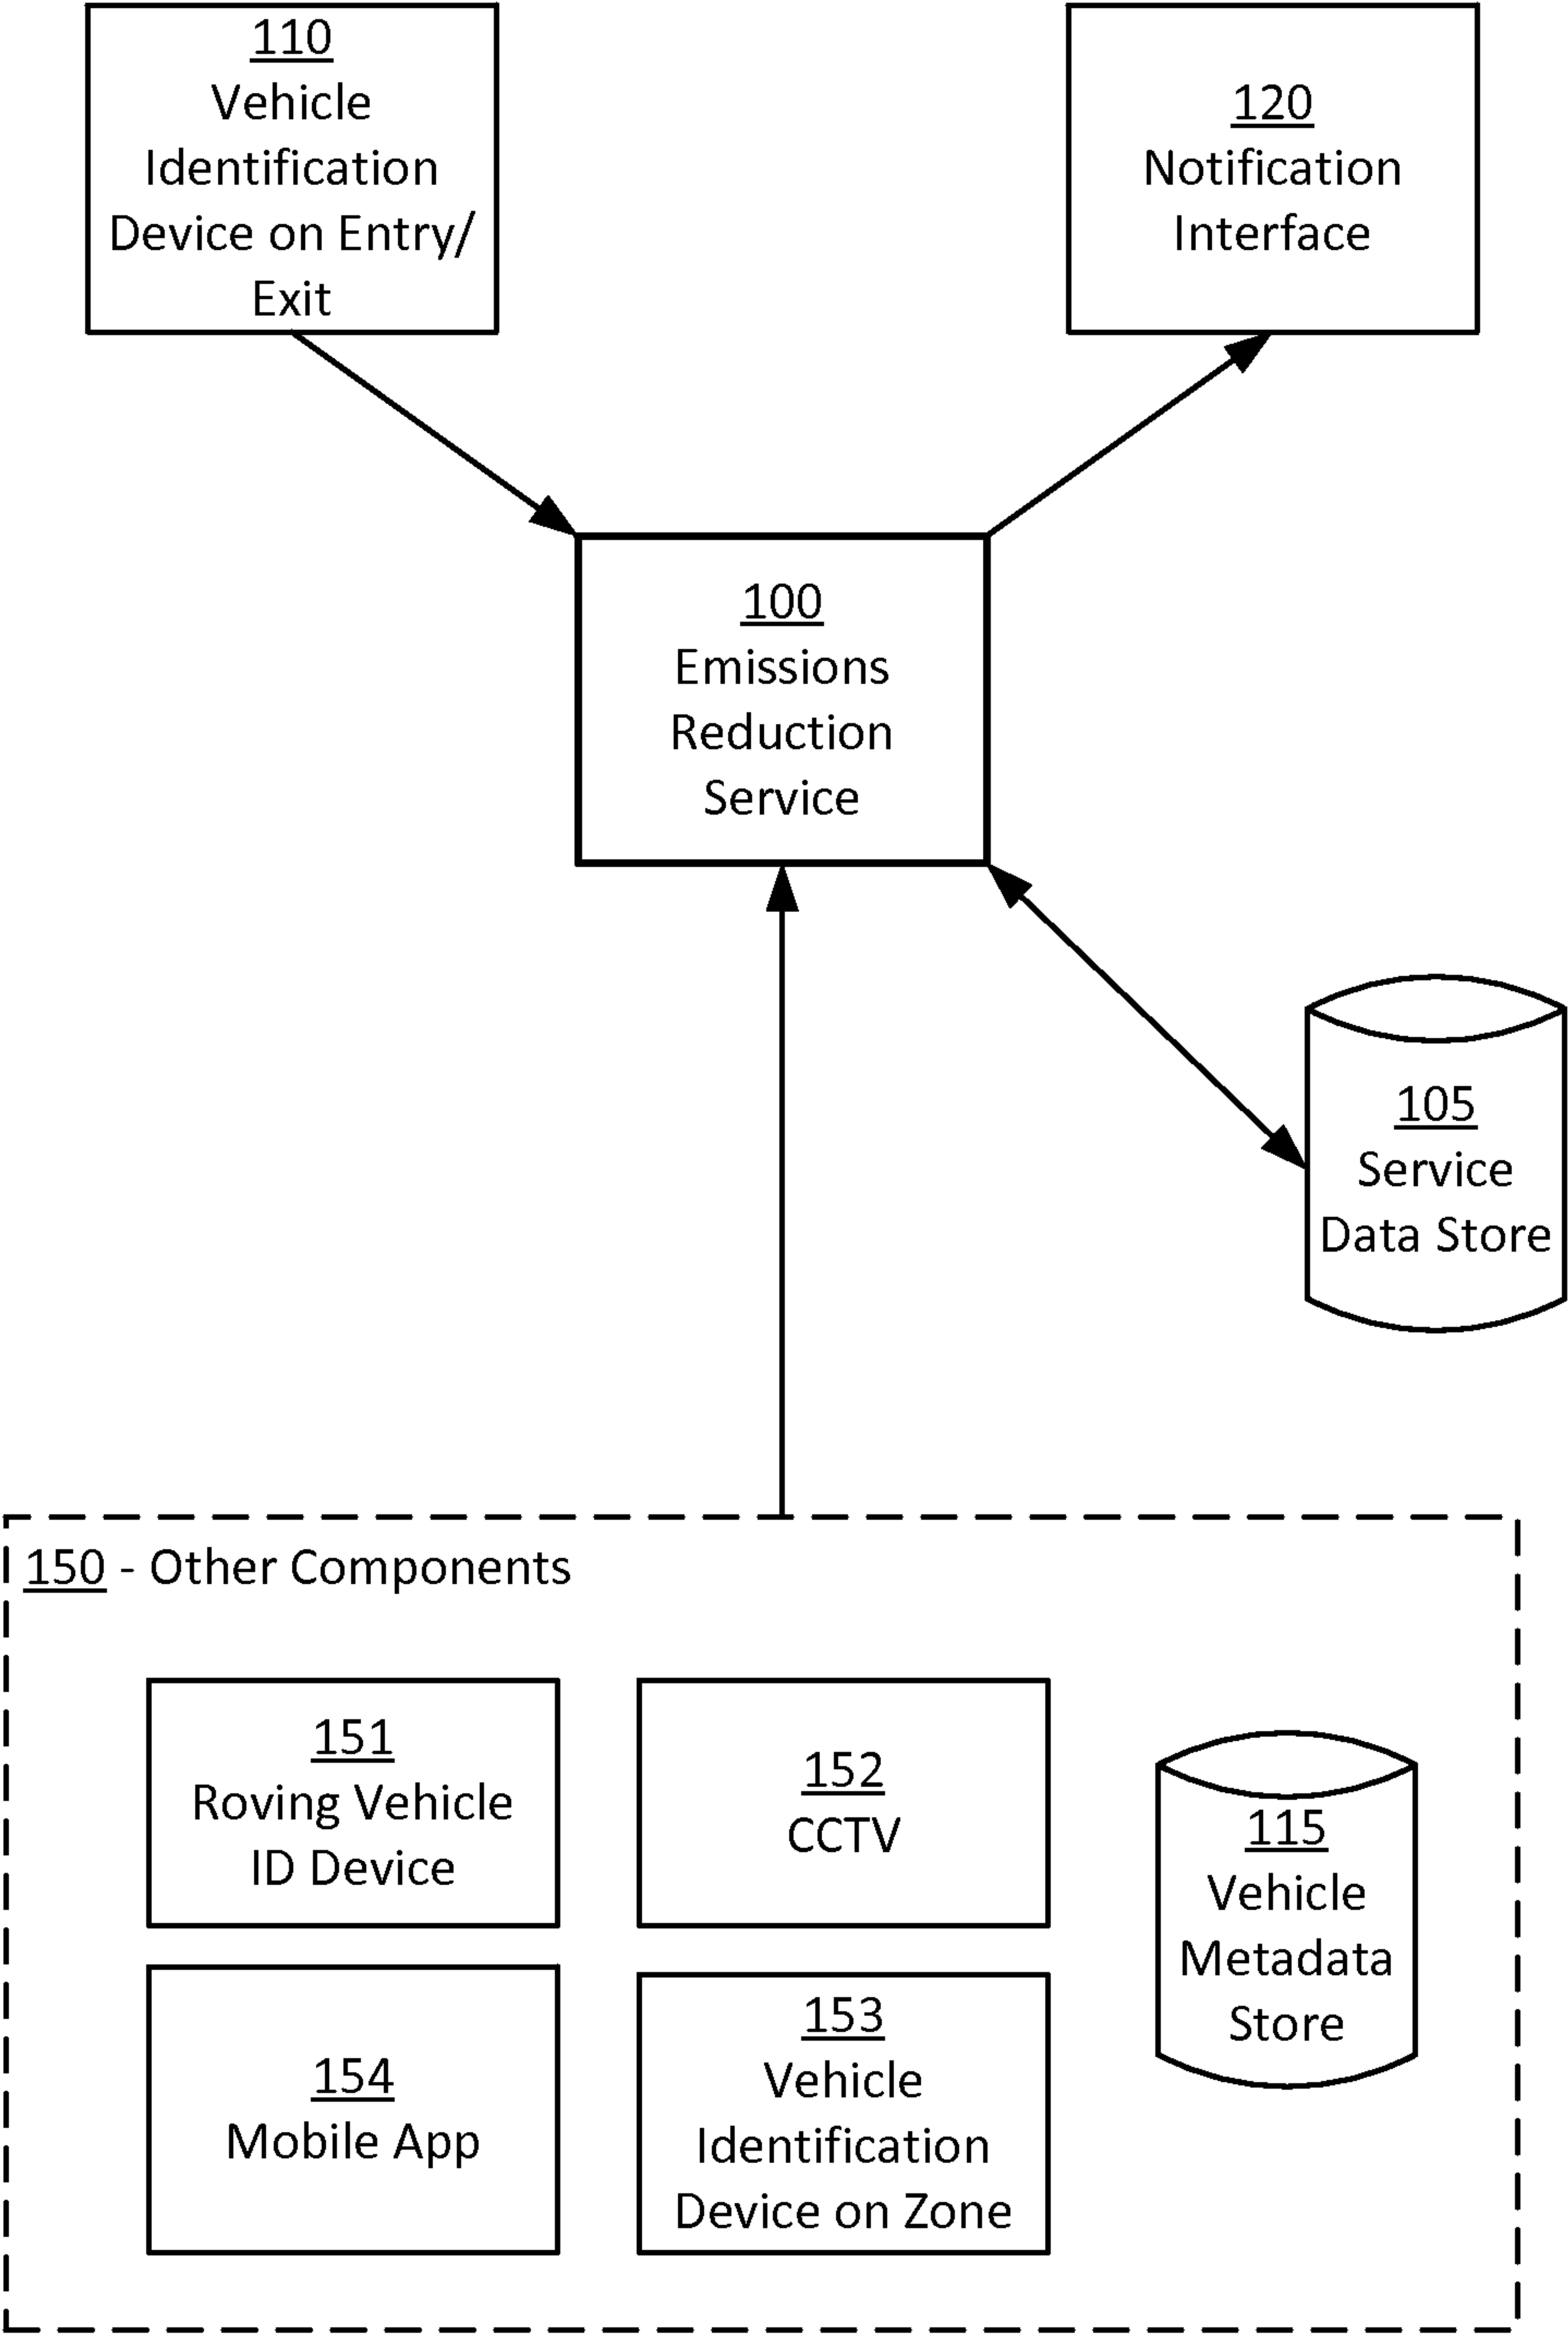 110
Vehicle
Identification
Device on Entry/
Exit
120
Notification
Interface
100
Emissions
Reduction
Service
105
Service
Data Store
150 - Other Components
151
Roving Vehicle
ID Device
152
CCTV
115
Vehicle
Metadata
Store
154
Mobile App
153
Vehicle
Identification
Device on Zone